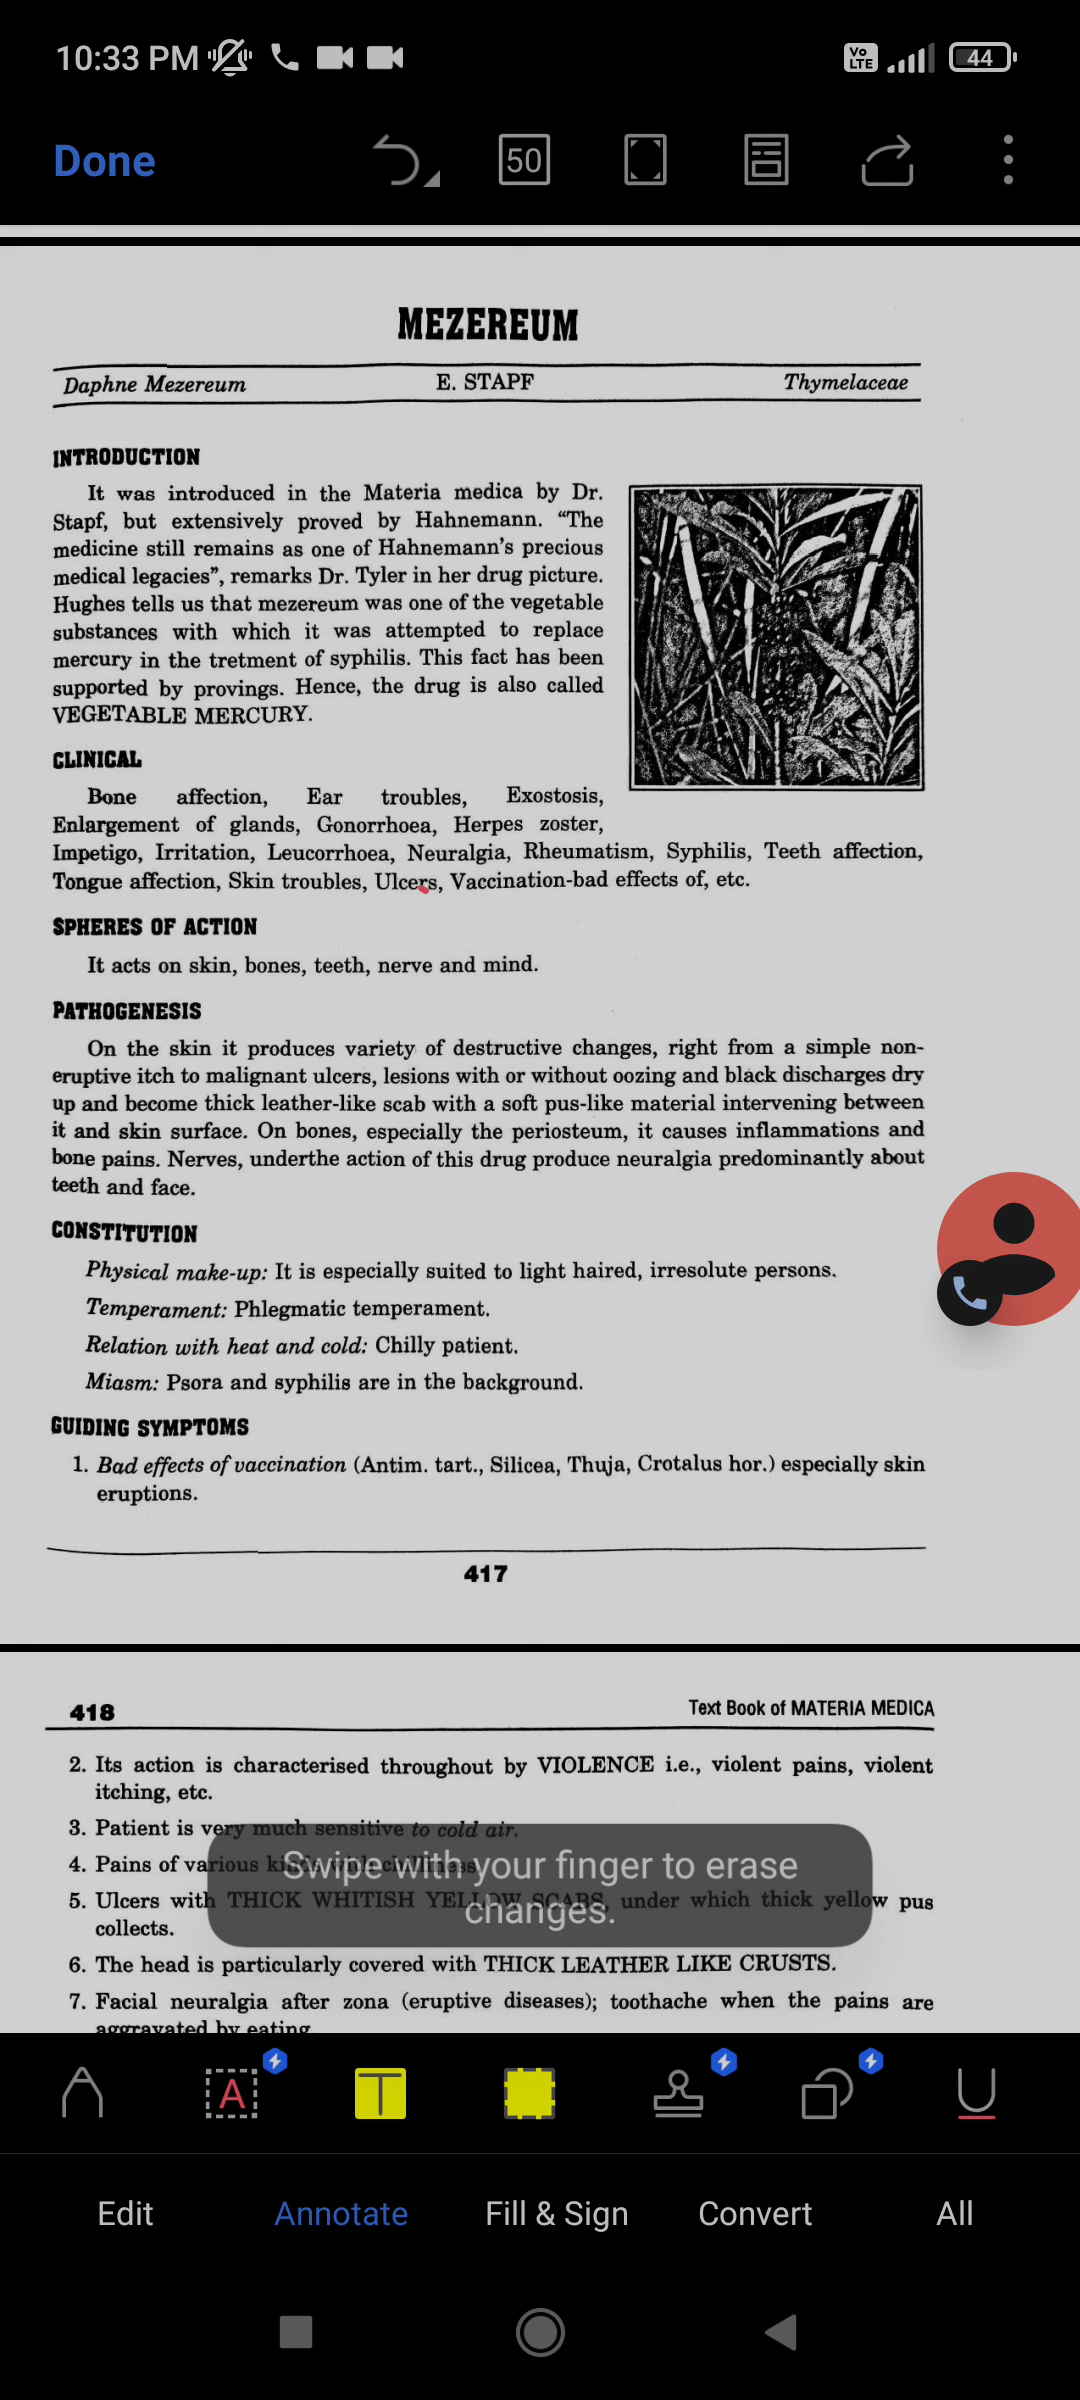 10:33 PM
Vo LTE
44
Done
50
MEZEREUM
Daphne Mezereum E. STAPF Thymelaceae
INTRODUCTION
It was introduced in the Materia medica by Dr.
Stapf, but extensively proved by Hahnemann. “The
medicine still remains as one of Hahnemann’s precious
medical legacies”, remarks Dr. Tyler in her drug picture.
Hughes tells us that mezereum was one of the vegetable
substances with which it was attempted to replace
mercury in the tretment of syphilis. This fact has been
supported by provings. Hence, the drug is also called
VEGETABLE MERCURY.
CLINICAL
Bone affection, Ear troubles, Exostosis,
Enlargement of glands, Gonorrhoea, Herpes zoster,
Impetigo, Irritation, Leucorrhoea, Neuralgia, Rheumatism, Syphilis, Teeth affection,
Tongue affection, Skin troubles, Ulcers, Vaccination-bad effects of, etc.
SPHERES OF ACTION
It acts on skin, bones, teeth, nerve and mind.
PATHOGENESIS
On the skin it produces variety of destructive changes, right from a simple non-
eruptive itch to malignant ulcers, lesions with or without oozing and black discharges dry
up and become thick leather-like scab with a soft pus-like material intervening between
it and skin surface. On bones, especially the periosteum, it causes inflammations and
bone pains. Nerves, underthe action of this drug produce neuralgia predominantly about
teeth and face.
CONSTITUTION
Physical make-up: It is especially suited to light haired, irresolute persons.
Temperament: Phlegmatic temperament.
Relation with heat and cold: Chilly patient.
Miasm: Psora and syphilis are in the background.
GUIDING SYMPTOMS
1. Bad effects of vaccination (Antim. tart., Silicea, Thuja, Crotalus hor.) especially skin
eruptions.
417
418 Text Book of MATERIA MEDICA
2. Its action is characterised throughout by VIOLENCE i.e., violent pains, violent
itching, etc.
3. Patient is very much sensitive to cold air.
4. Pains of various kinds with chilliness.
5. Ulcers with THICK WHITISH YELLOW SCABS, under which thick yellow pus
collects.
Swipe with your finger to erase
changes.
6. The head is particularly covered with THICK LEATHER LIKE CRUSTS.
7. Facial neuralgia after zona (eruptive diseases); toothache when the pains are
aggravated by eating
A
T
U
Edit Annotate Fill & Sign Convert All